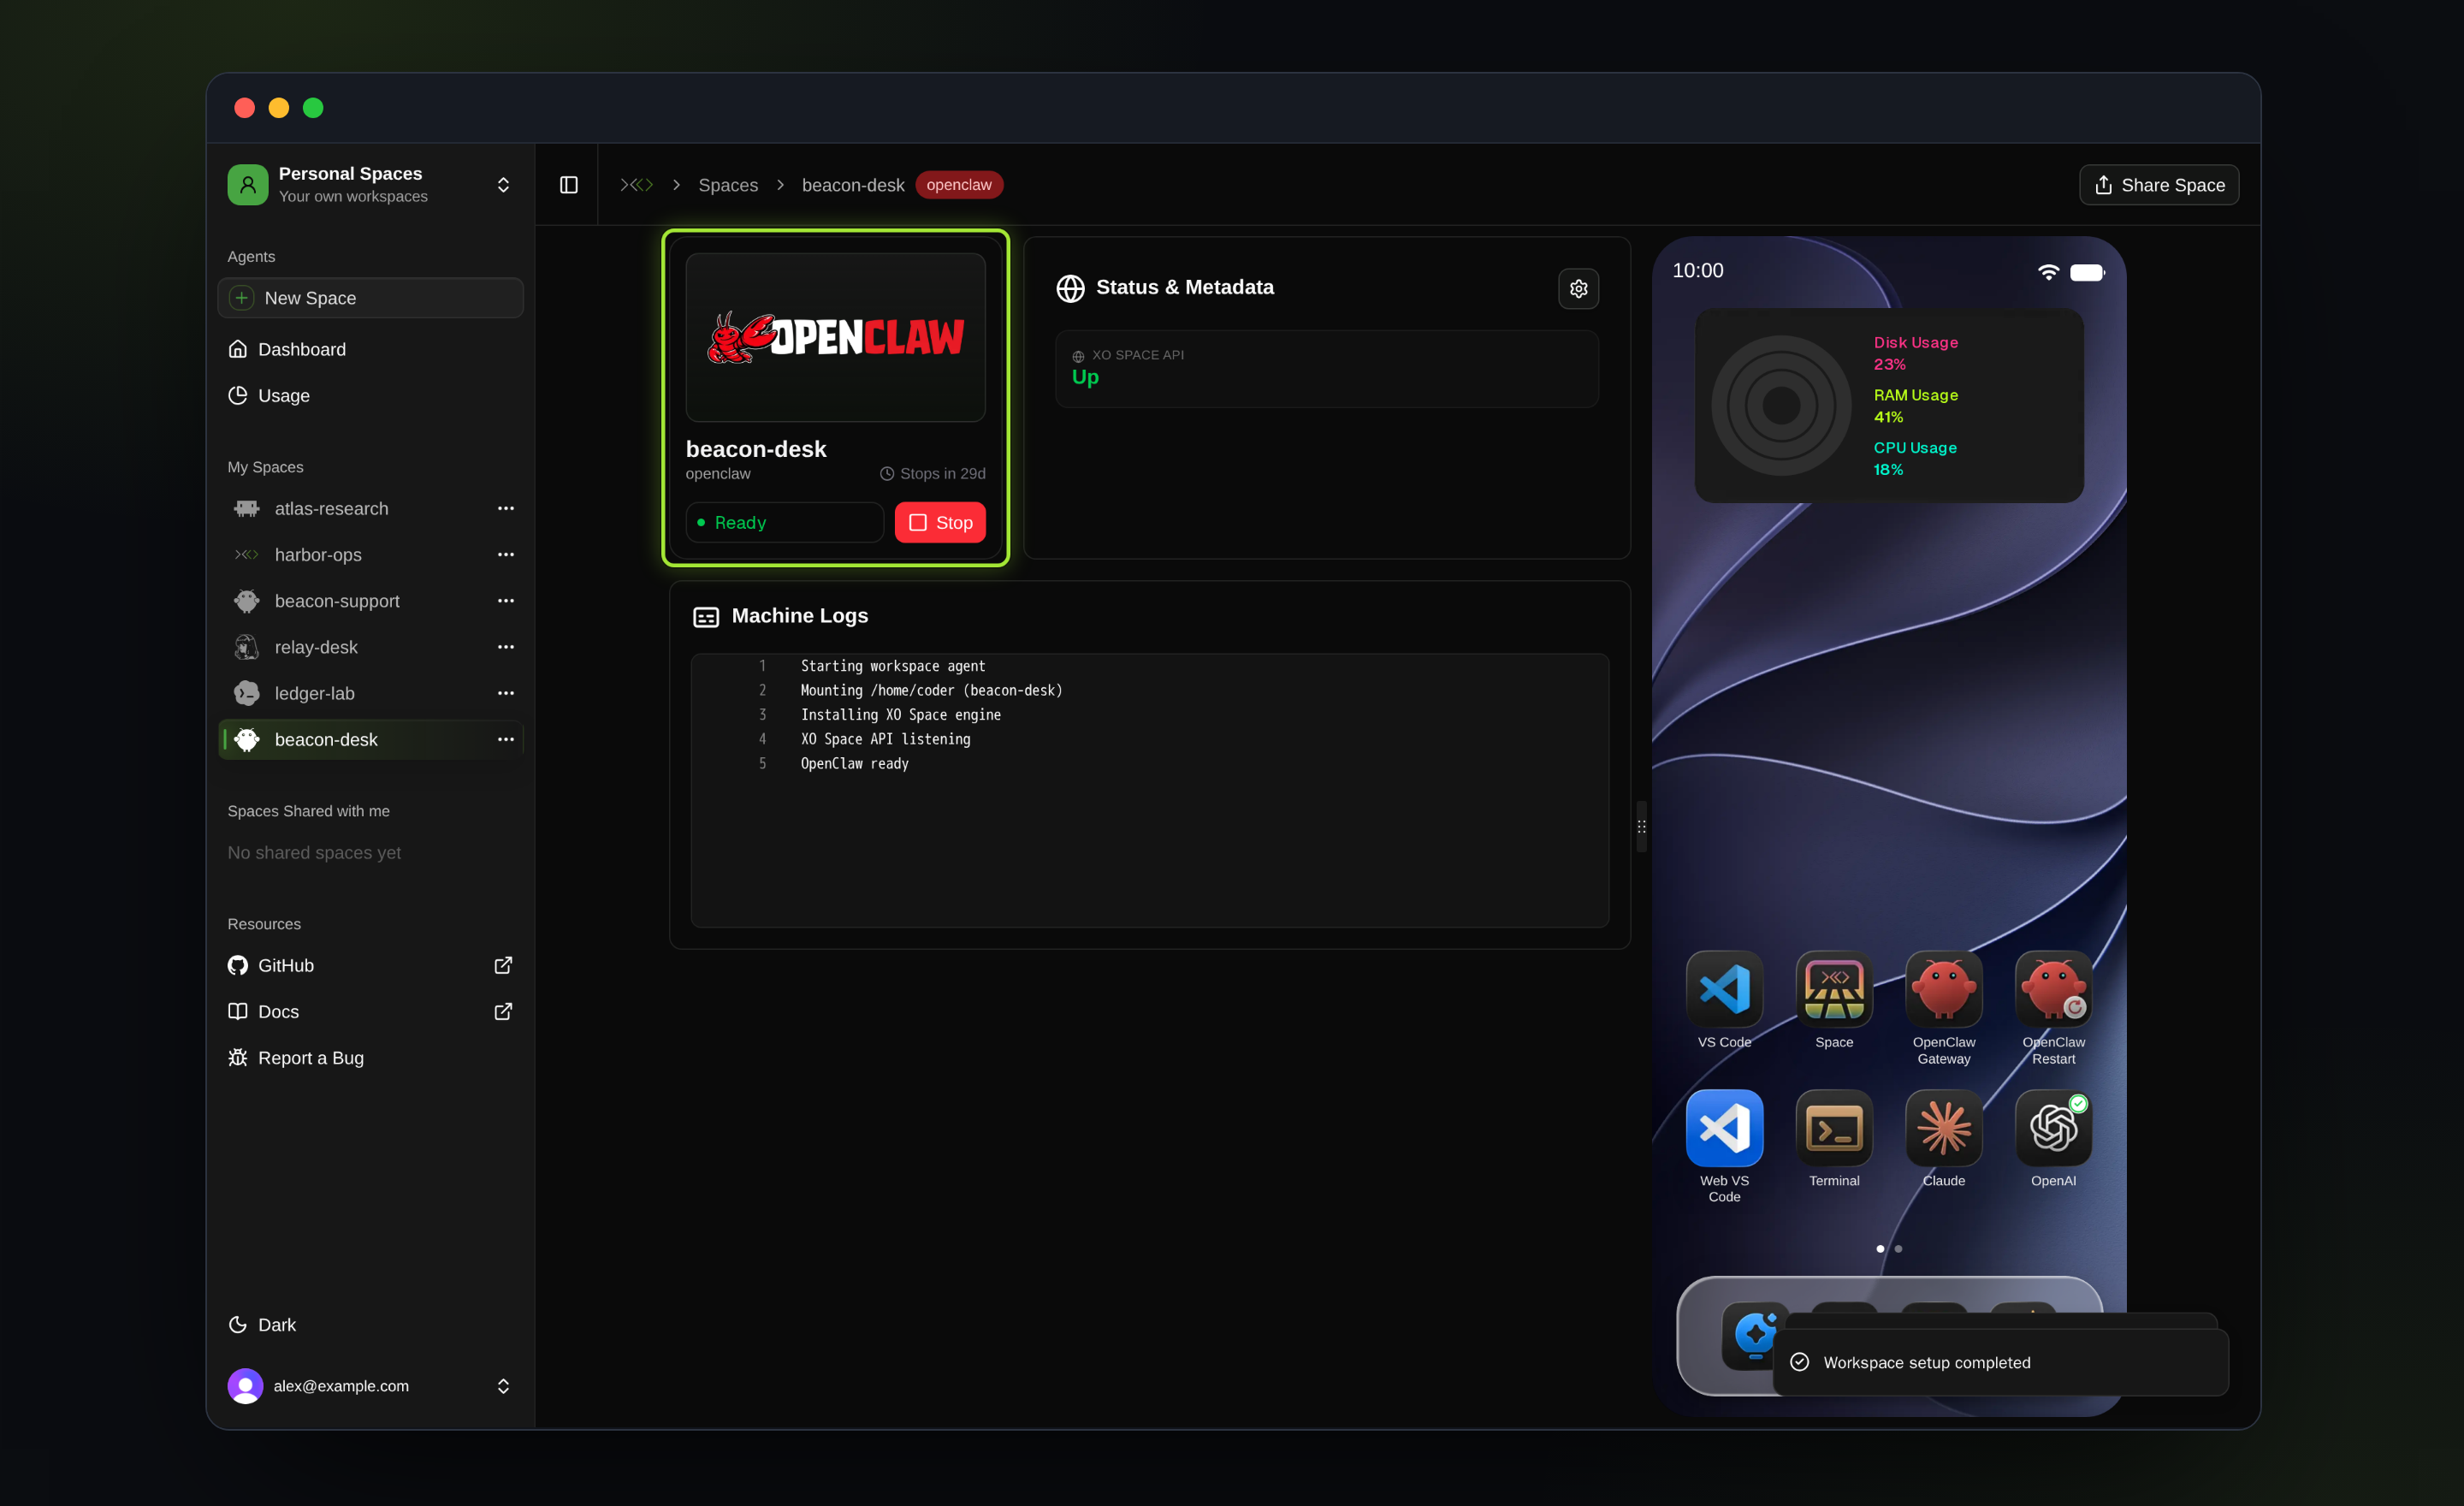 Personal Spaces
Your own workspaces
Agents
New Space
Dashboard
Usage
My Spaces
atlas-research
harbor-ops
beacon-support
relay-desk
ledger-lab
beacon-desk
Spaces Shared with me
No shared spaces yet
Resources
GitHub
Docs
Report a Bug
Dark
alex@example.com
Spaces
beacon-desk
openclaw
Share Space
OPENCLAW
beacon-desk
openclaw
Stops in 29d
Ready
Stop
Status & Metadata
XO SPACE API
Up
Machine Logs
1 Starting workspace agent
2 Mounting /home/coder (beacon-desk)
3 Installing XO Space engine
4 XO Space API listening
5 OpenClaw ready
10:00
Disk Usage
23%
RAM Usage
41%
CPU Usage
18%
VS Code
Space
OpenClaw
Gateway
OpenClaw
Restart
Web VS
Code
Terminal
Claude
OpenAI
Workspace setup completed